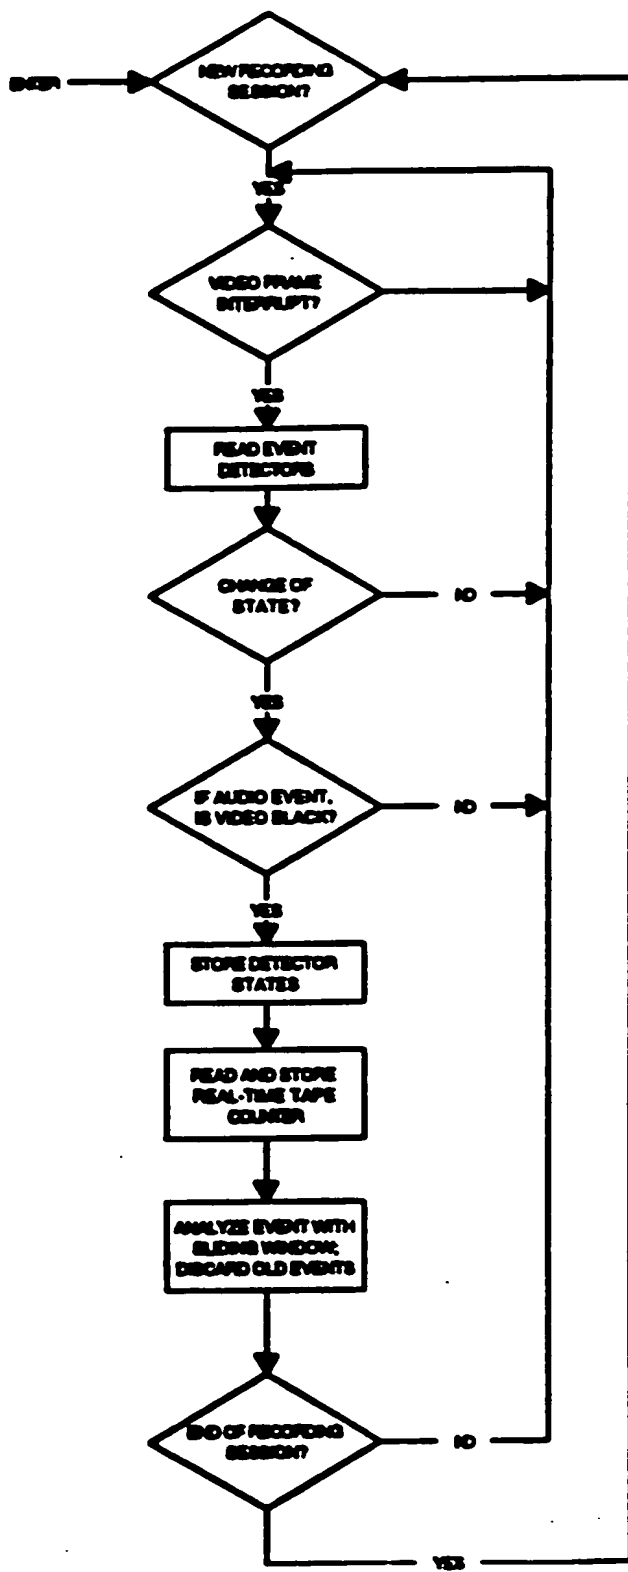 ENTER
NEW RECORDING
SESSION?
YES
VIDEO FRAME
INTERRUPT?
YES
READ EVENT
DETECTORS
CHANGE OF
STATE?
NO
YES
IF AUDIO EVENT,
IS VIDEO BLACK?
NO
YES
STORE DETECTOR
STATES
READ AND STORE
REAL-TIME TAPE
COUNTER
ANALYZE EVENT WITH
SLIDING WINDOW;
DISCARD OLD EVENTS
END OF RECORDING
SESSION?
NO
YES